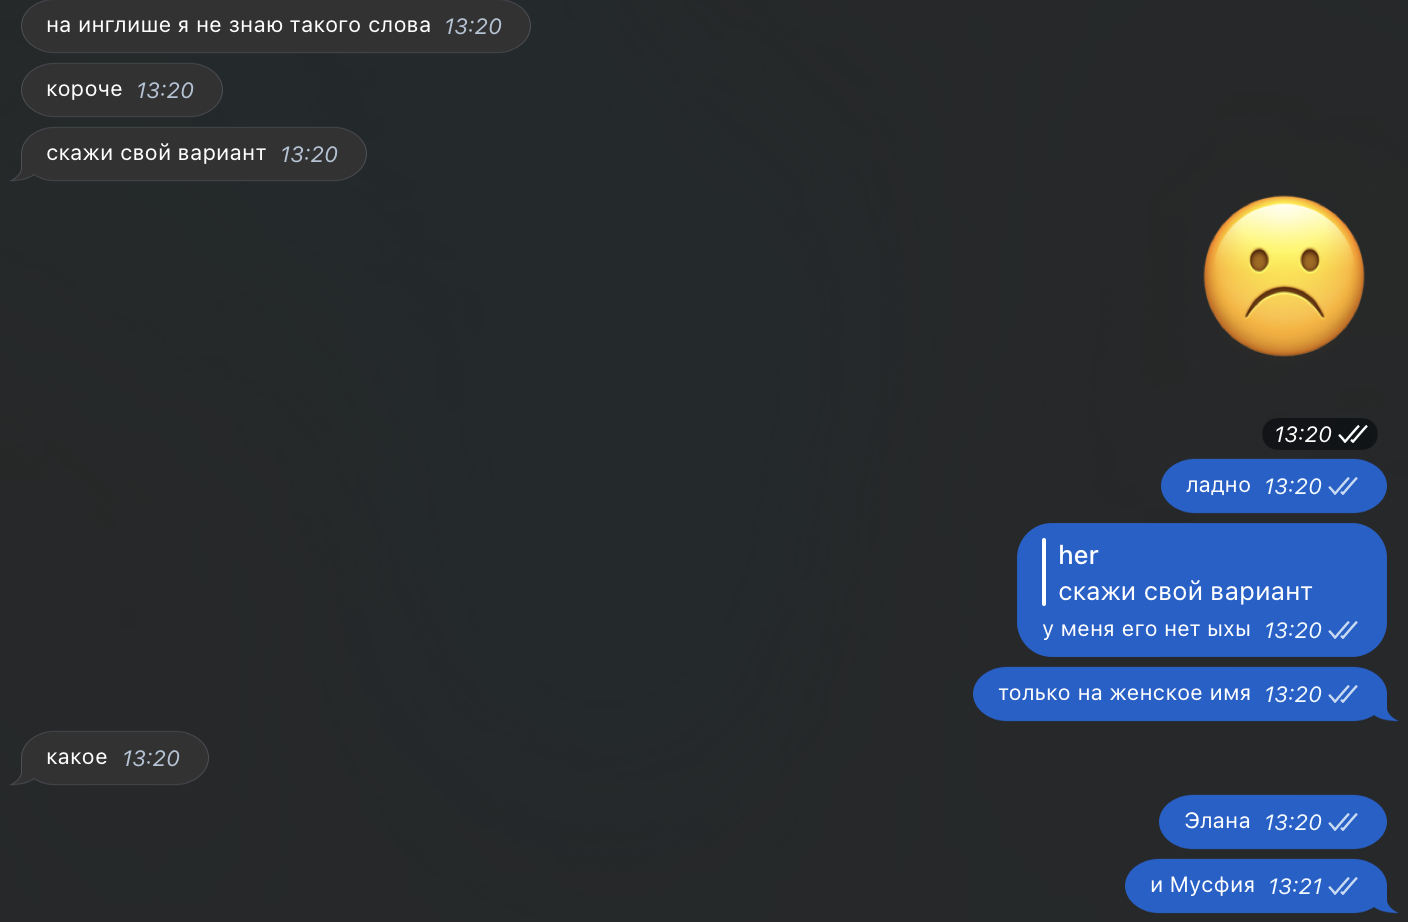 на инглише я не знаю такого слова 13:20
короче 13:20
скажи свой вариант 13:20
13:20
ладно 13:20
her
скажи свой вариант
у меня его нет ыхы 13:20
только на женское имя 13:20
какое 13:20
Элана 13:20
и Мусфия 13:21